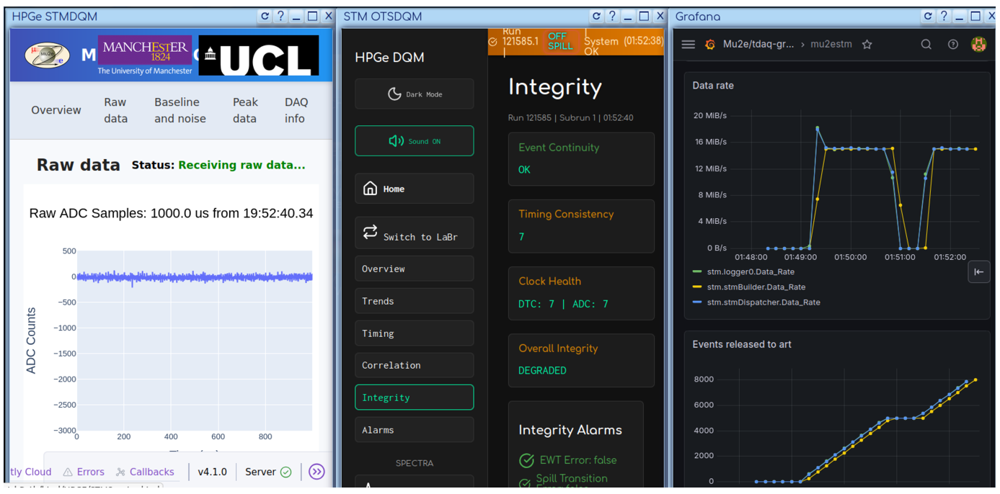 HPGe STMDQM
Mu2e
M
MANCHESTER
1824
The University of Manchester
UCL
Overview
Raw
data
Baseline
and noise
Peak
data
DAQ
info
Raw data
Status: Receiving raw data...
Raw ADC Samples: 1000.0 us from 19:52:40.34
ADC Counts
500
0
−500
−1000
−1500
−2000
−2500
−3000
0 200 400 600 800
tly Cloud
Errors
Callbacks
v4.1.0
Server
STM OTSDQM
HPGe DQM
Dark Mode
Sound ON
Home
Switch to LaBr
Overview
Trends
Timing
Correlation
Integrity
Alarms
SPECTRA
Run
121585.1
|
OFF
SPILL
|
System
OK
(01:52:38)
Integrity
Run 121585 | Subrun 1 | 01:52:40
Event Continuity
OK
Timing Consistency
7
Clock Health
DTC: 7 | ADC: 7
Overall Integrity
DEGRADED
Integrity Alarms
EWT Error: false
Spill Transition
Grafana
Mu2e/tdaq-gr... › mu2estm
Data rate
20 MiB/s
16 MiB/s
12 MiB/s
8 MiB/s
4 MiB/s
0 B/s
01:48:00 01:49:00 01:50:00 01:51:00 01:52:00
stm.logger0.Data_Rate
stm.stmBuilder.Data_Rate
stm.stmDispatcher.Data_Rate
Events released to art
8000
6000
4000
2000
0